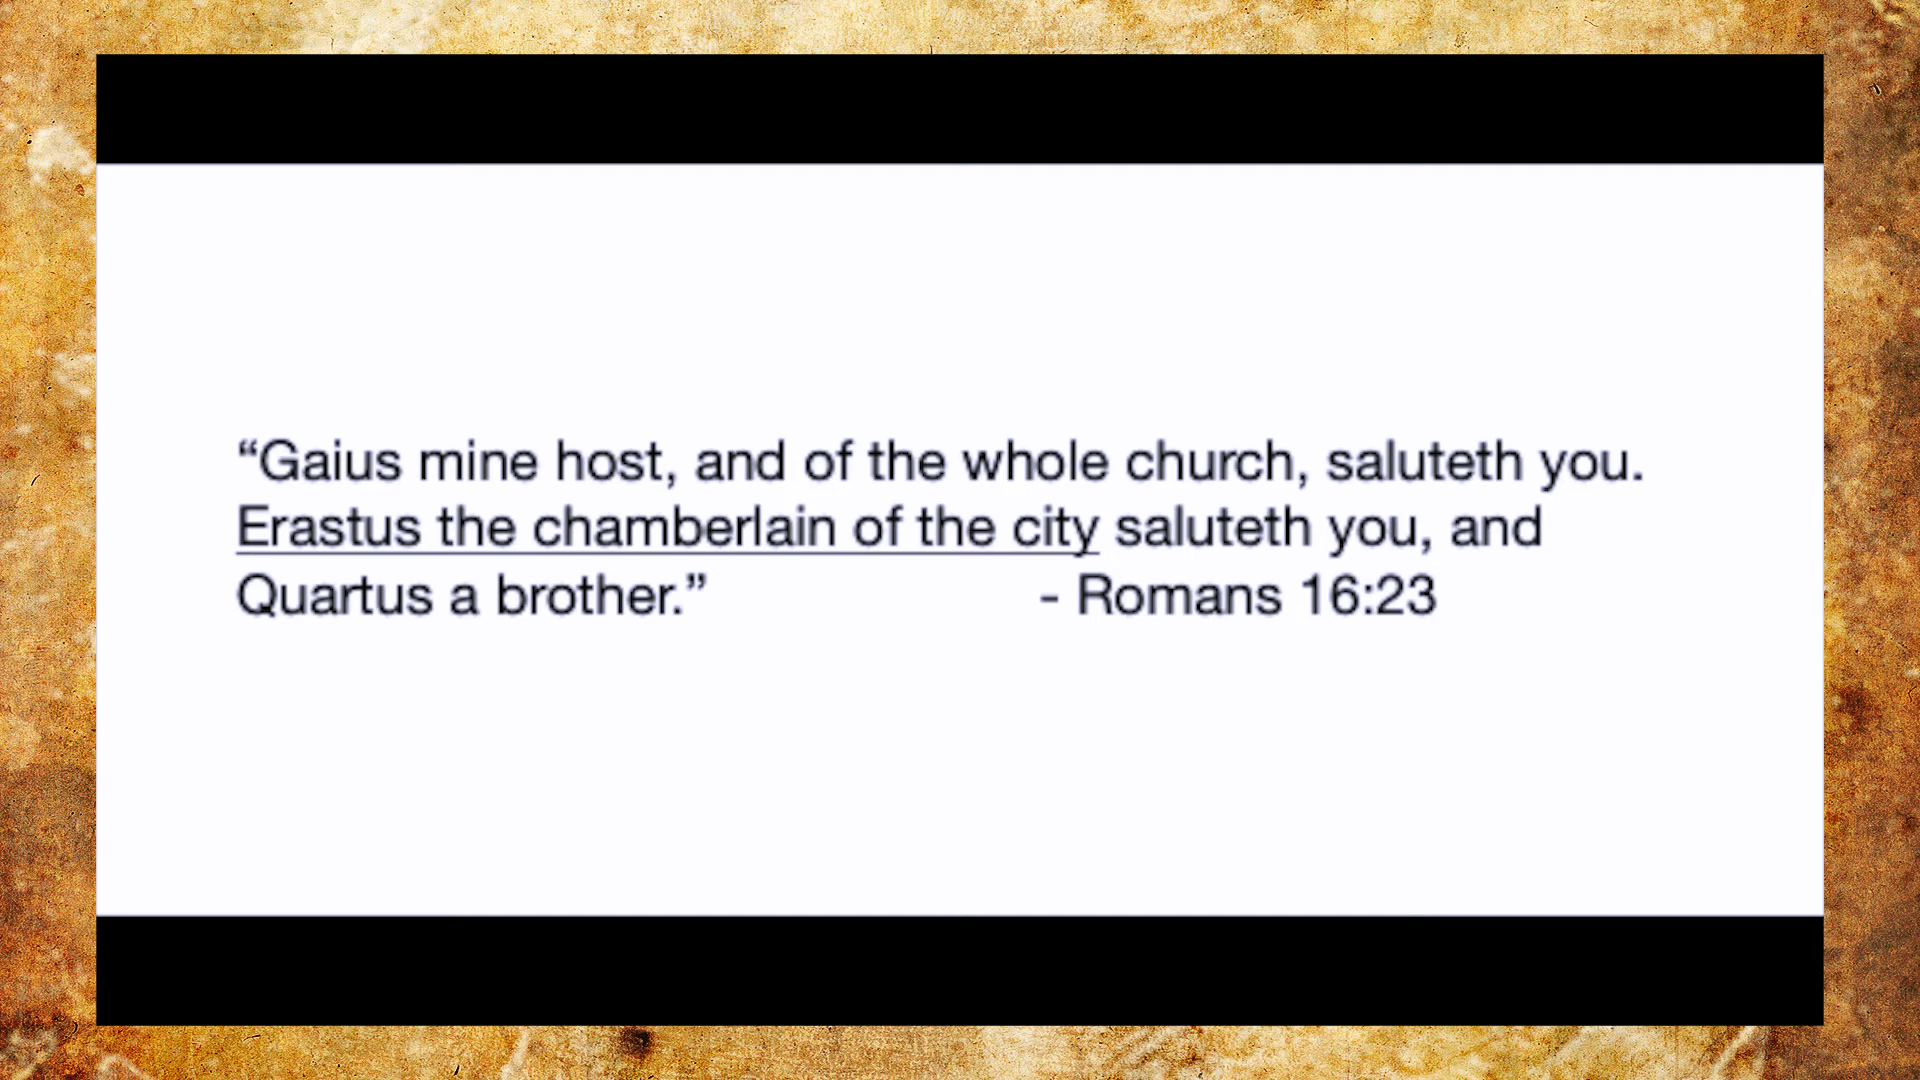 “Gaius mine host, and of the whole church, saluteth you.
Erastus the chamberlain of the city saluteth you, and
Quartus a brother.” - Romans 16:23